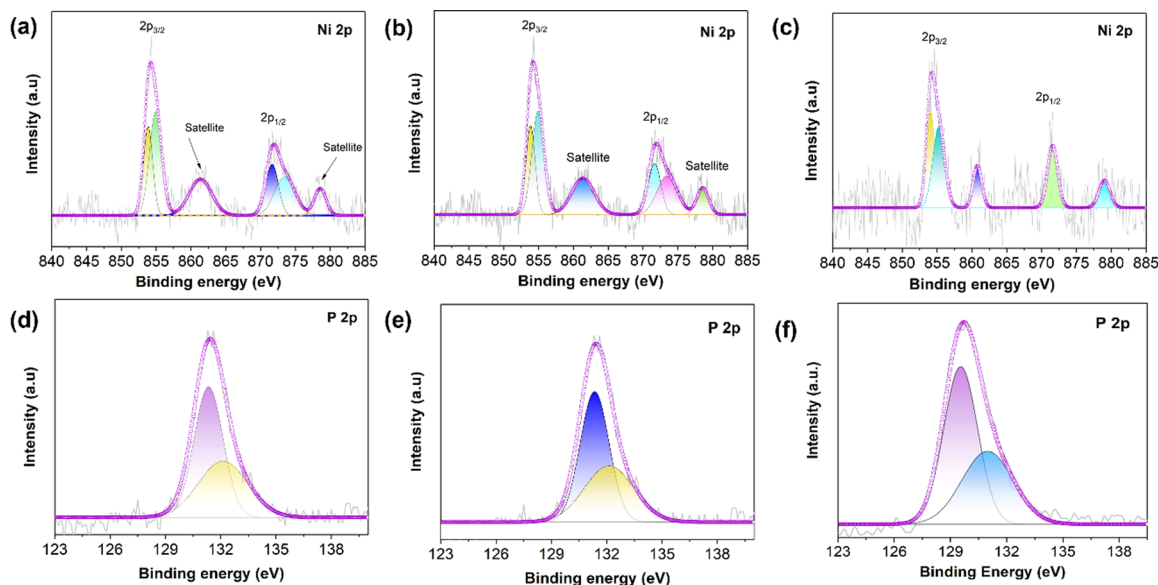 (a)
Ni 2p
2p3/2
Satellite
2p1/2
Satellite
Intensity (a.u)
840 845 850 855 860 865 870 875 880 885
Binding energy (eV)
(b)
Ni 2p
2p3/2
Satellite
2p1/2
Satellite
Intensity (a.u)
840 845 850 855 860 865 870 875 880 885
Binding energy (eV)
(c)
Ni 2p
2p3/2
2p1/2
Intensity (a.u)
840 845 850 855 860 865 870 875 880 885
Binding energy (eV)
(d)
P 2p
Intensity (a.u)
123 126 129 132 135 138
Binding energy (eV)
(e)
P 2p
Intensity (a.u)
123 126 129 132 135 138
Binding energy (eV)
(f)
P 2p
Intensity (a.u.)
123 126 129 132 135 138
Binding Energy (eV)